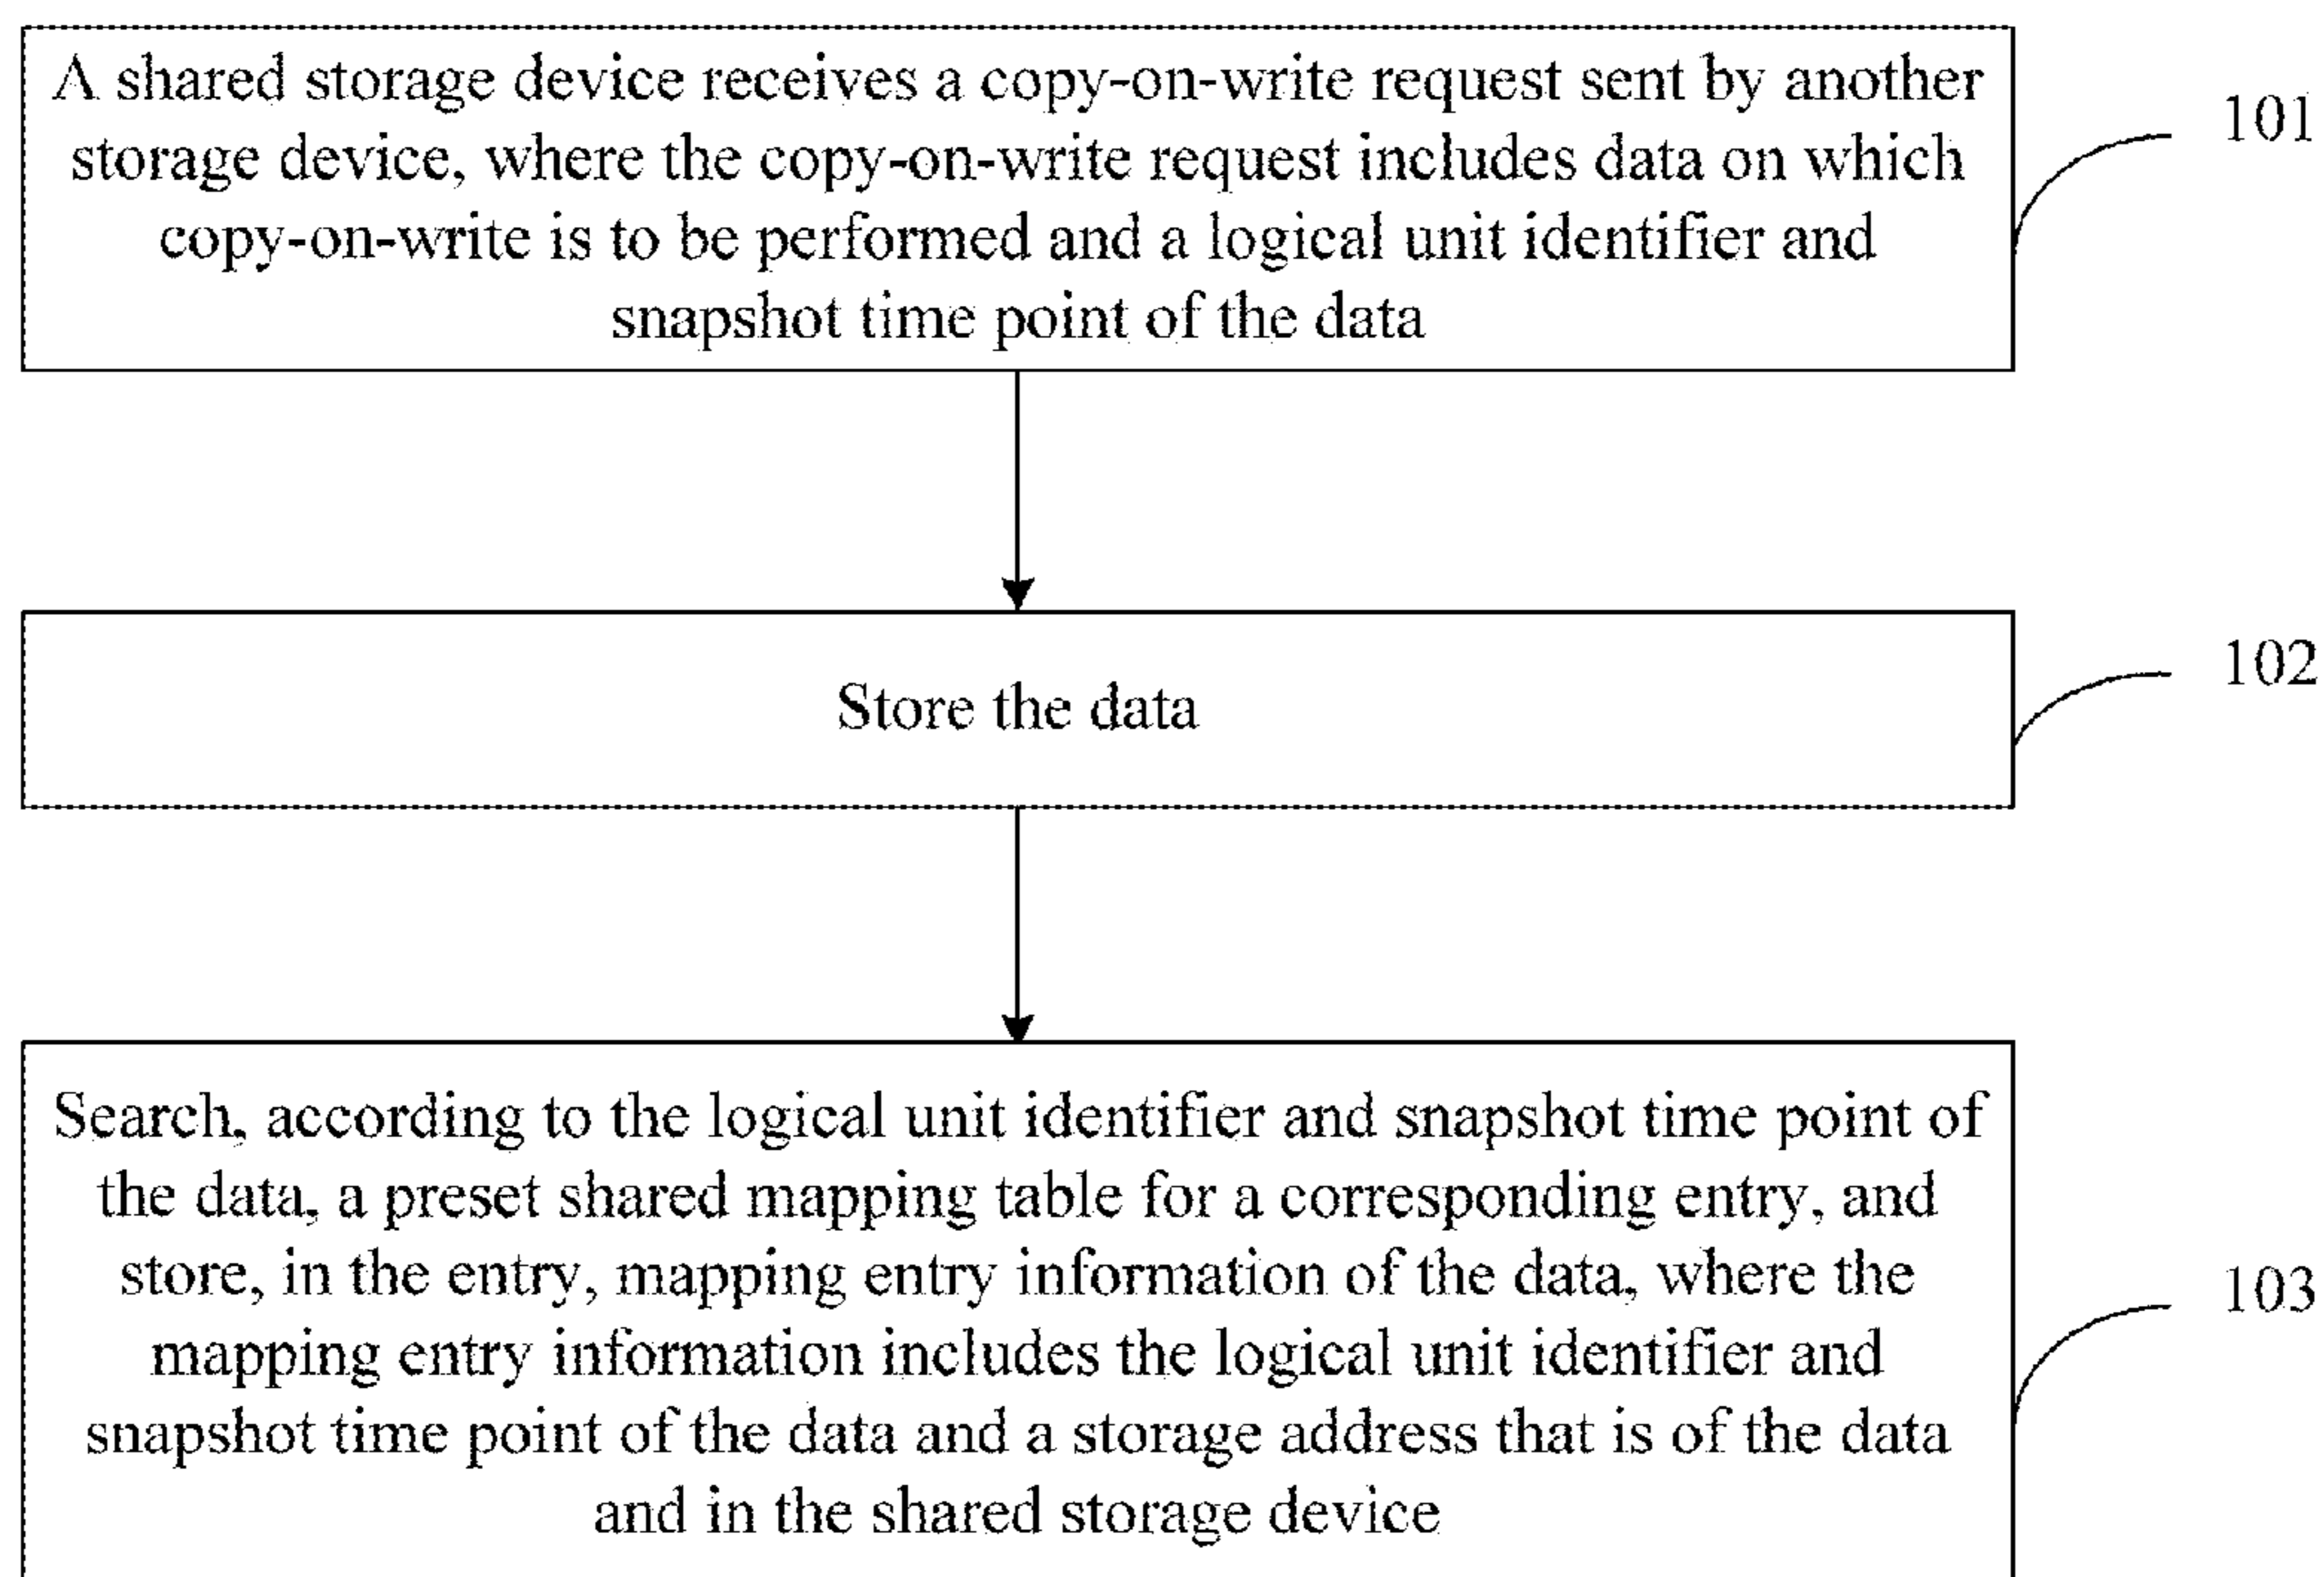 A shared storage device receives a copy-on-write request sent by another
storage device, where the copy-on-write request includes data on which
copy-on-write is to be performed and a logical unit identifier and
snapshot time point of the data
101
Store the data
102
Search, according to the logical unit identifier and snapshot time point of
the data, a preset shared mapping table for a corresponding entry, and
store, in the entry, mapping entry information of the data, where the
mapping entry information includes the logical unit identifier and
snapshot time point of the data and a storage address that is of the data
and in the shared storage device
103